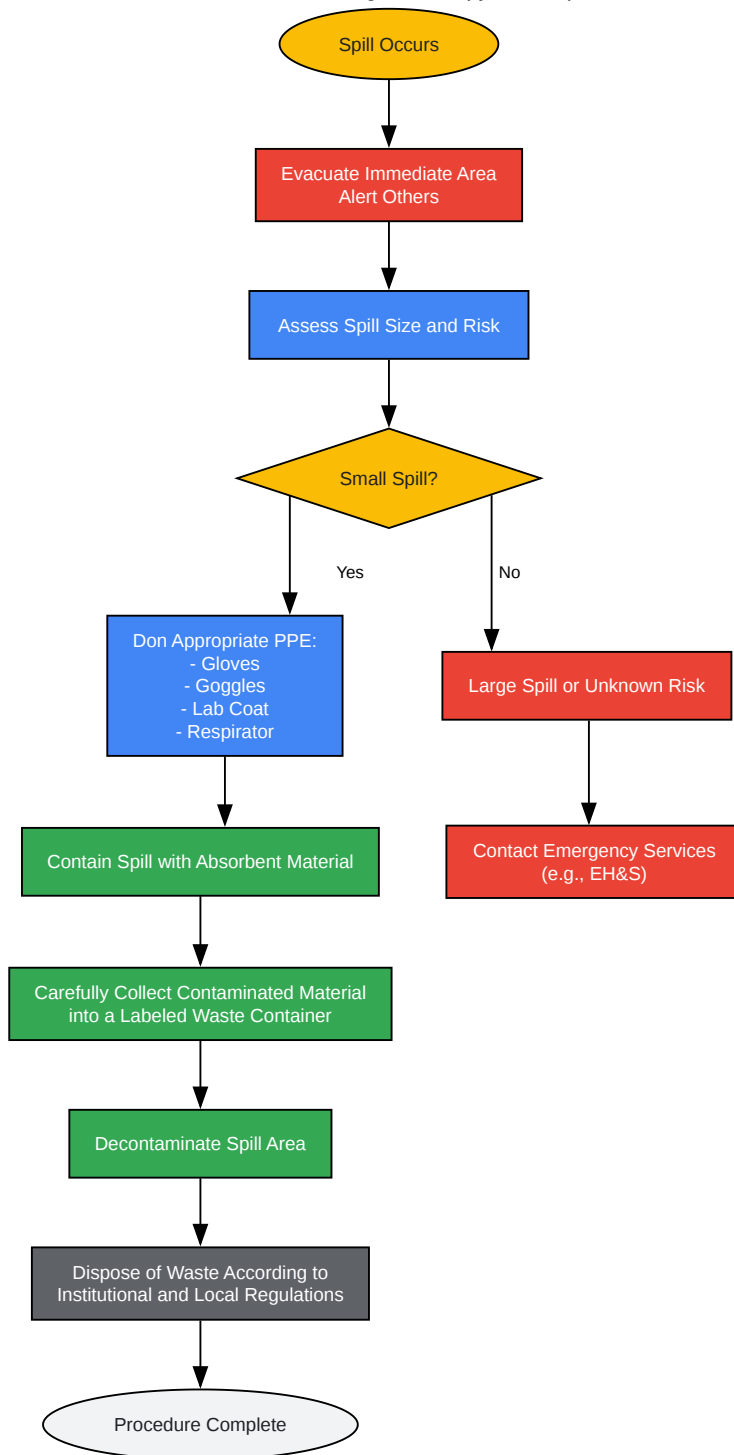 Spill Occurs
Evacuate Immediate Area
Alert Others
Assess Spill Size and Risk
Small Spill?
Yes
No
Don Appropriate PPE:
- Gloves
- Goggles
- Lab Coat
- Respirator
Large Spill or Unknown Risk
Contain Spill with Absorbent Material
Contact Emergency Services
(e.g., EH&S)
Carefully Collect Contaminated Material
into a Labeled Waste Container
Decontaminate Spill Area
Dispose of Waste According to
Institutional and Local Regulations
Procedure Complete